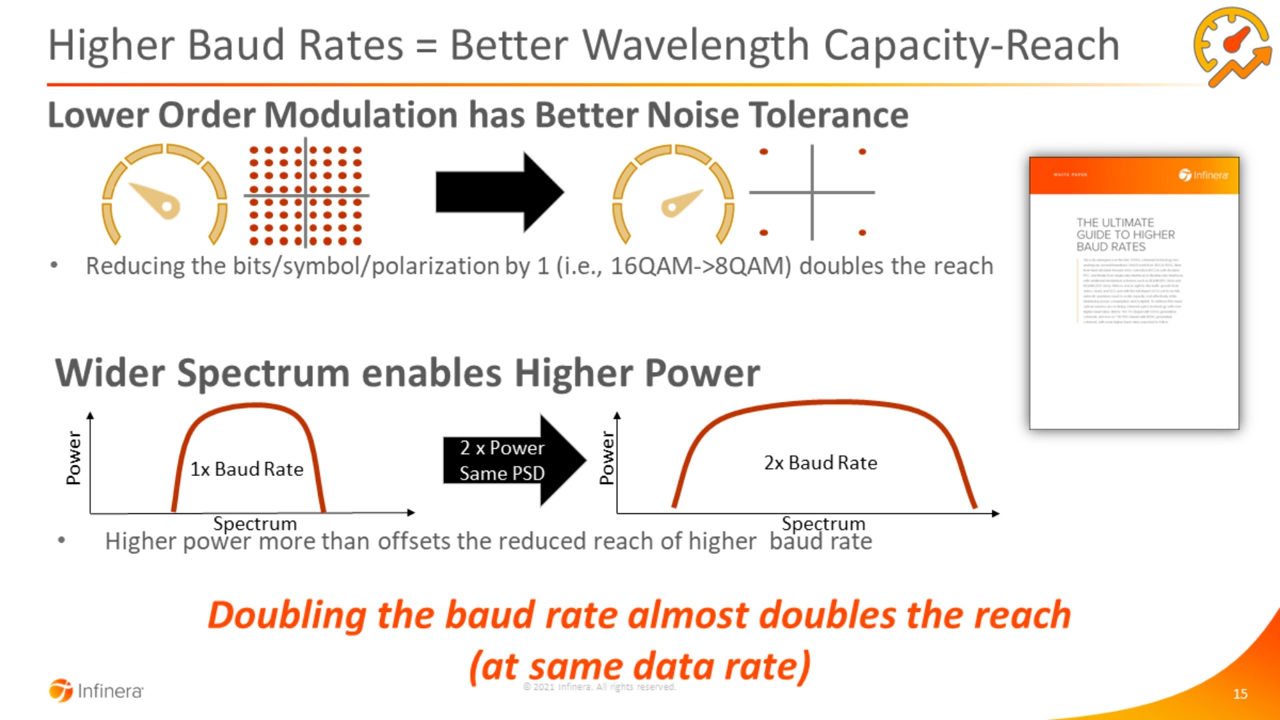 Higher Baud Rates = Better Wavelength Capacity-Reach
Lower Order Modulation has Better Noise Tolerance
• Reducing the bits/symbol/polarization by 1 (i.e., 16QAM->8QAM) doubles the reach
WHITE PAPER
Infinera
THE ULTIMATE
GUIDE TO HIGHER
BAUD RATES
Wider Spectrum enables Higher Power
Power
1x Baud Rate
Spectrum
2 x Power
Same PSD
Power
2x Baud Rate
Spectrum
• Higher power more than offsets the reduced reach of higher baud rate
Doubling the baud rate almost doubles the reach
(at same data rate)
Infinera
© 2021 Infinera. All rights reserved.
15